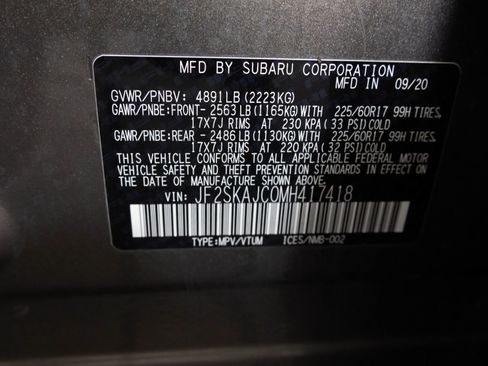 MFD BY SUBARU CORPORATION
MFD IN 09/20
GVWR/PNBV: 4891LB (2223KG)
GAWR/PNBE:FRONT-2563LB(1165KG)WITH 225/60R17 99H TIRES,
17X7J RIMS AT 230 KPA (33 PSI)COLD
GAWR/PNBE:REAR -2486LB(1130KG)WITH 225/60R17 99H TIRES,
17X7J RIMS AT 220 KPA (32 PSI)COLD
THIS VEHICLE CONFORMS TO ALL APPLICABLE FEDERAL MOTOR
VEHICLE SAFETY AND THEFT PREVENTION STANDARDS IN EFFECT ON
THE DATE OF MANUFACTURE SHOWN ABOVE.
VIN: JF2SKAJC0MH417418
TYPE:MPV/VTUM ICES/NMB-002